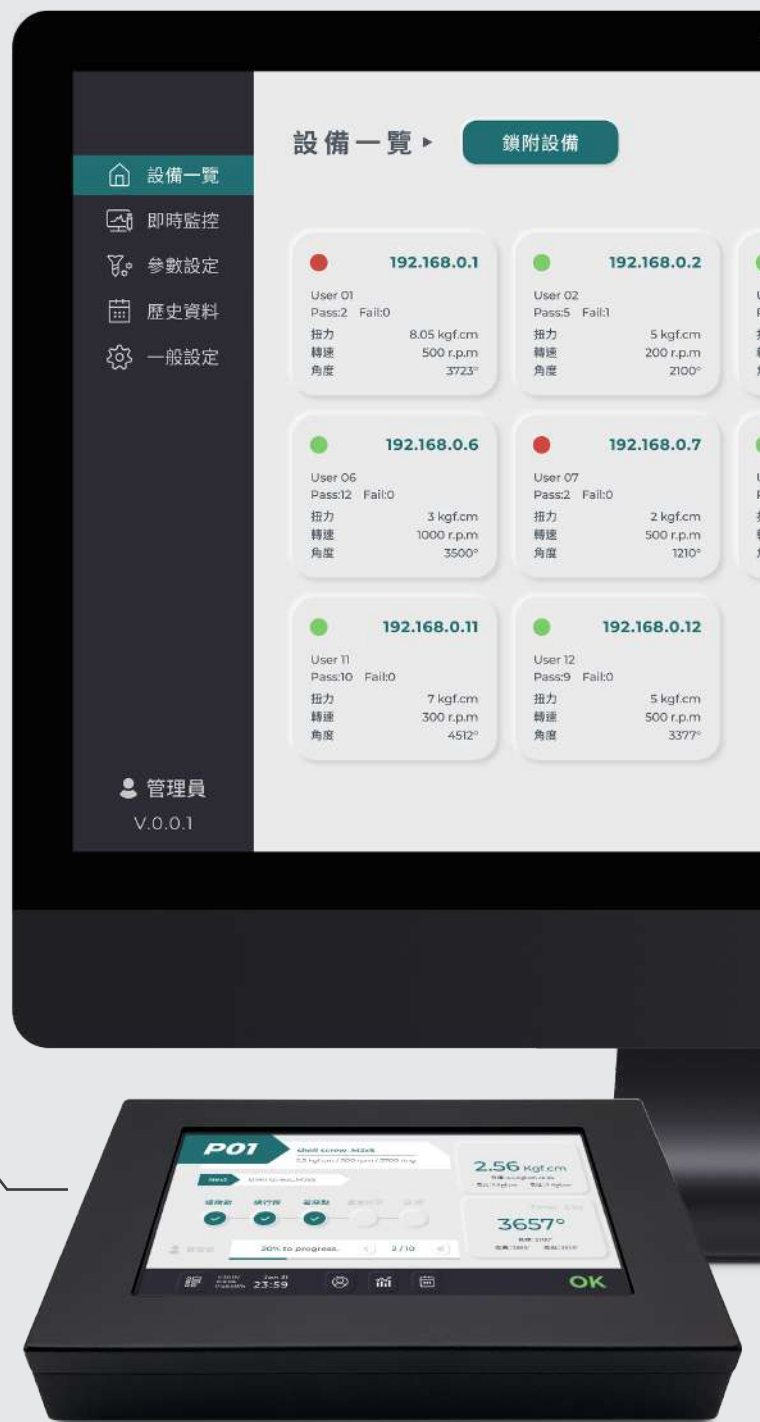 設備一覽
鎖附設備
設備一覽
即時監控
參數設定
歷史資料
一般設定
管理員
V.0.0.1
192.168.0.1
User 01
Pass:2 Fail:0
扭力 8.05 kgf.cm
轉速 500 r.p.m
角度 3723°
192.168.0.2
User 02
Pass:5 Fail:1
扭力 5 kgf.cm
轉速 200 r.p.m
角度 2100°
192.168.0.6
User 06
Pass:12 Fail:0
扭力 3 kgf.cm
轉速 1000 r.p.m
角度 3500°
192.168.0.7
User 07
Pass:2 Fail:0
扭力 2 kgf.cm
轉速 500 r.p.m
角度 1210°
192.168.0.11
User 11
Pass:10 Fail:0
扭力 7 kgf.cm
轉速 300 r.p.m
角度 4512°
192.168.0.12
User 12
Pass:9 Fail:0
扭力 5 kgf.cm
轉速 500 r.p.m
角度 3377°
P01
2.56 Kgf.cm
Next
3657°
20% to progress.
2 / 10
Jan 21
23:59
OK